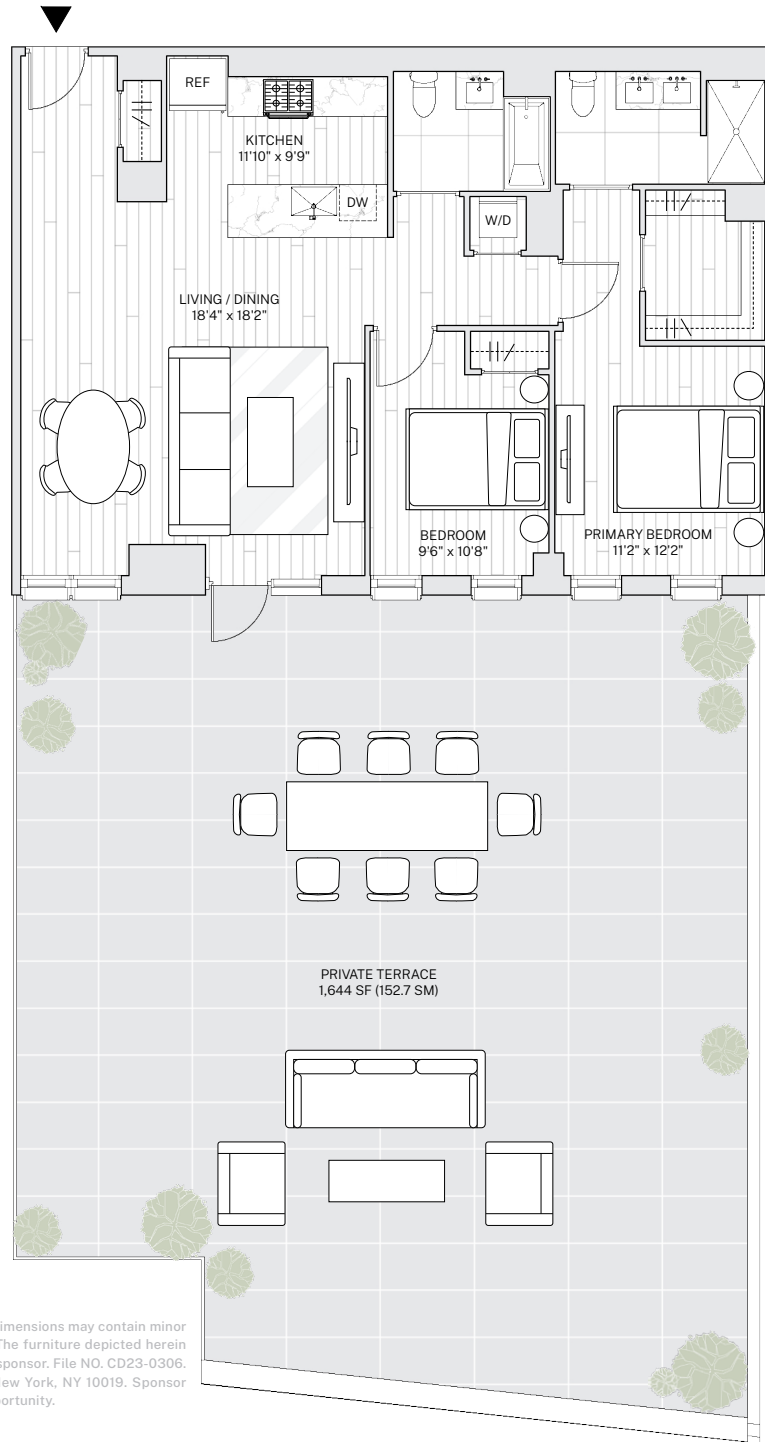 REF
KITCHEN
11'10" x 9'9"
DW
W/D
LIVING / DINING
18'4" x 18'2"
BEDROOM
9'6" x 10'8"
PRIMARY BEDROOM
11'2" x 12'2"
PRIVATE TERRACE
1,644 SF (152.7 SM)
imensions may contain minor
The furniture depicted herein
sponsor. File NO. CD23-0306.
ew York, NY 10019. Sponsor
portunity.